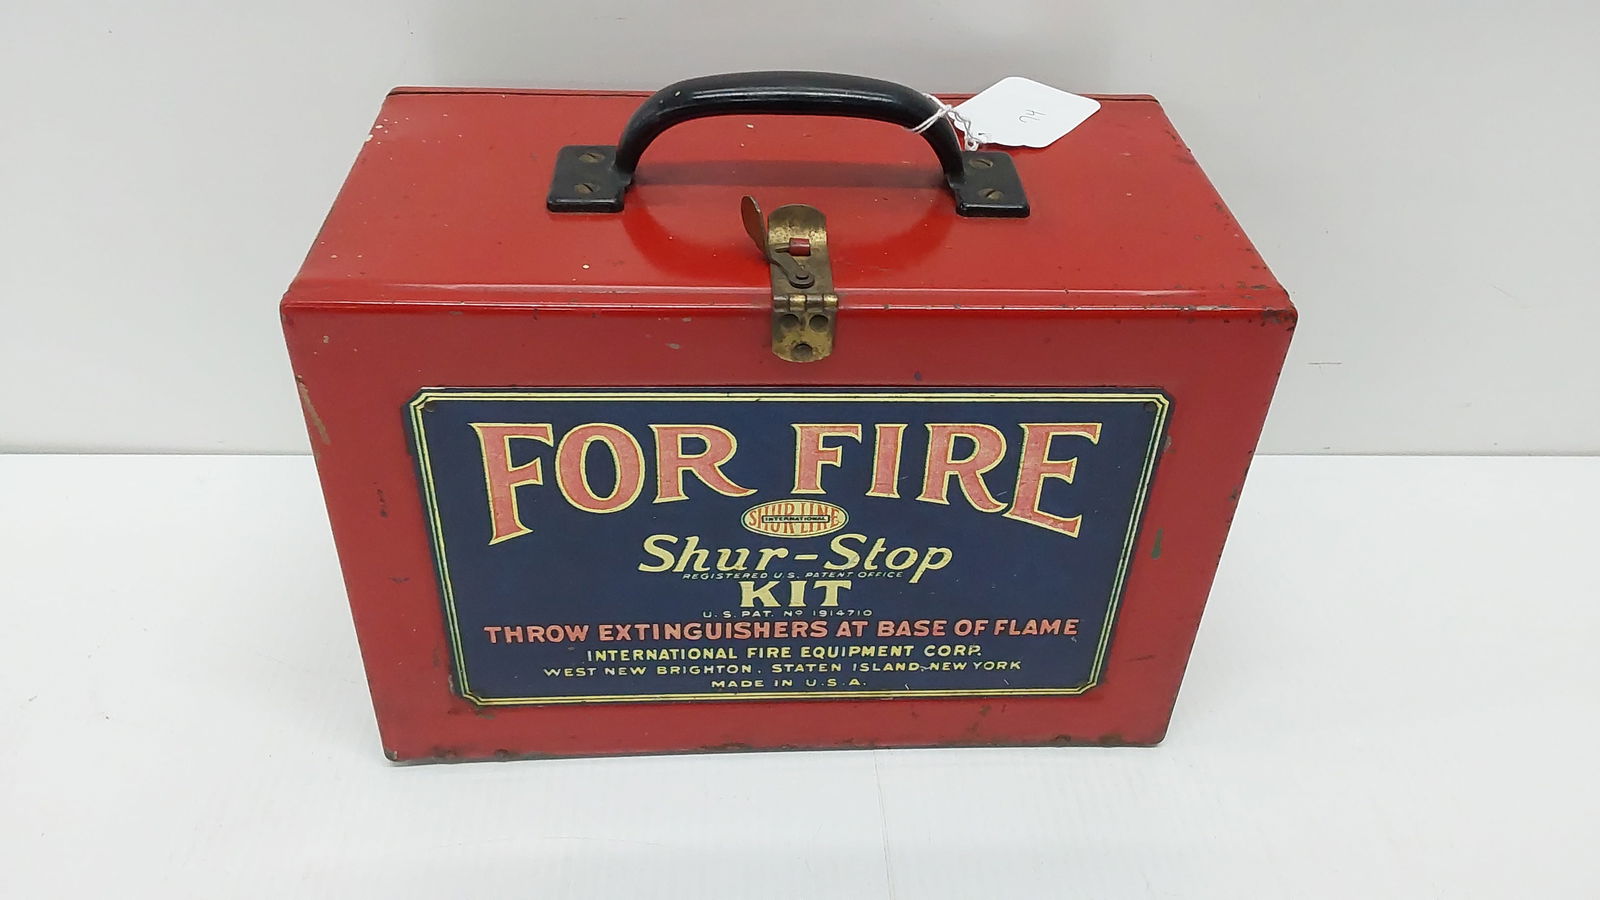 74
FOR FIRE
SHUR-LINE
INTERNATIONAL
Shur-Stop
REGISTERED U.S. PATENT OFFICE
KIT
U.S. PAT. Nº 1914710
THROW EXTINGUISHERS AT BASE OF FLAME
INTERNATIONAL FIRE EQUIPMENT CORP.
WEST NEW BRIGHTON, STATEN ISLAND, NEW YORK
MADE IN U.S.A.